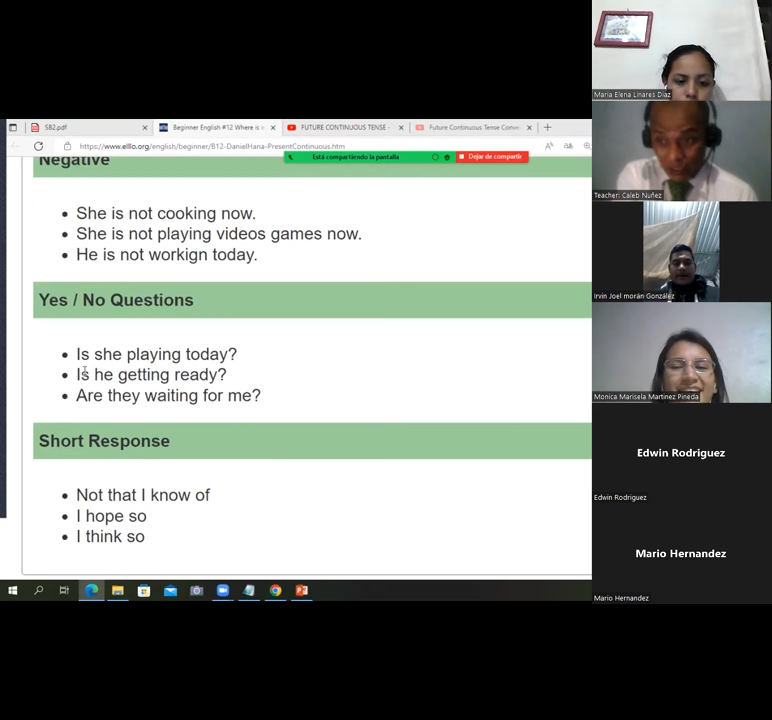 SB2.pdf
Beginner English #12 Where is
FUTURE CONTINUOUS TENSE -
Future Continuous Tense Conv
https://www.elllo.org/english/beginner/B12-DanielHana-PresentContinuous.htm
Está compartiendo la pantalla
Dejar de compartir
Negative
She is not cooking now.
She is not playing videos games now.
He is not workign today.
Yes / No Questions
Is she playing today?
Is he getting ready?
Are they waiting for me?
Short Response
Not that I know of
I hope so
I think so
Maria Elena Linares Diaz
Teacher: Caleb Nuñez
Irvin Joel morán González
Monica Marisela Martinez Pineda
Edwin Rodriguez
Edwin Rodriguez
Mario Hernandez
Mario Hernandez